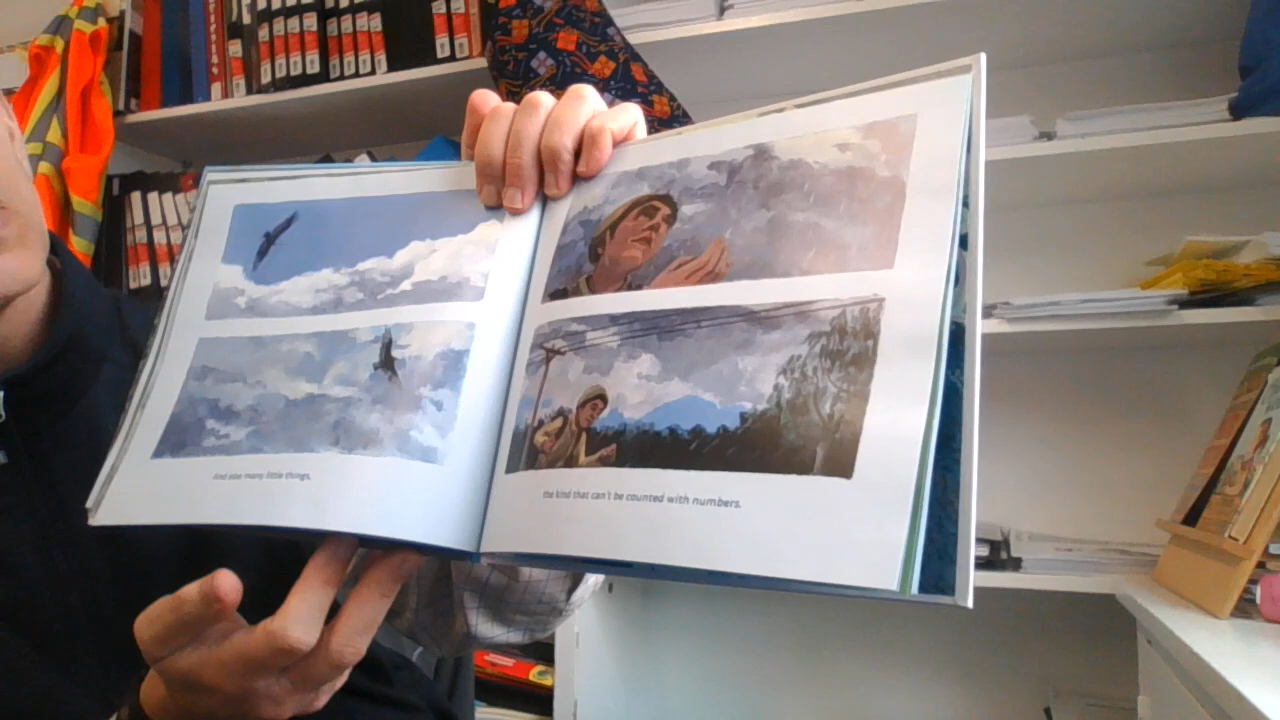 And also many little things,
the kind that can't be counted with numbers.